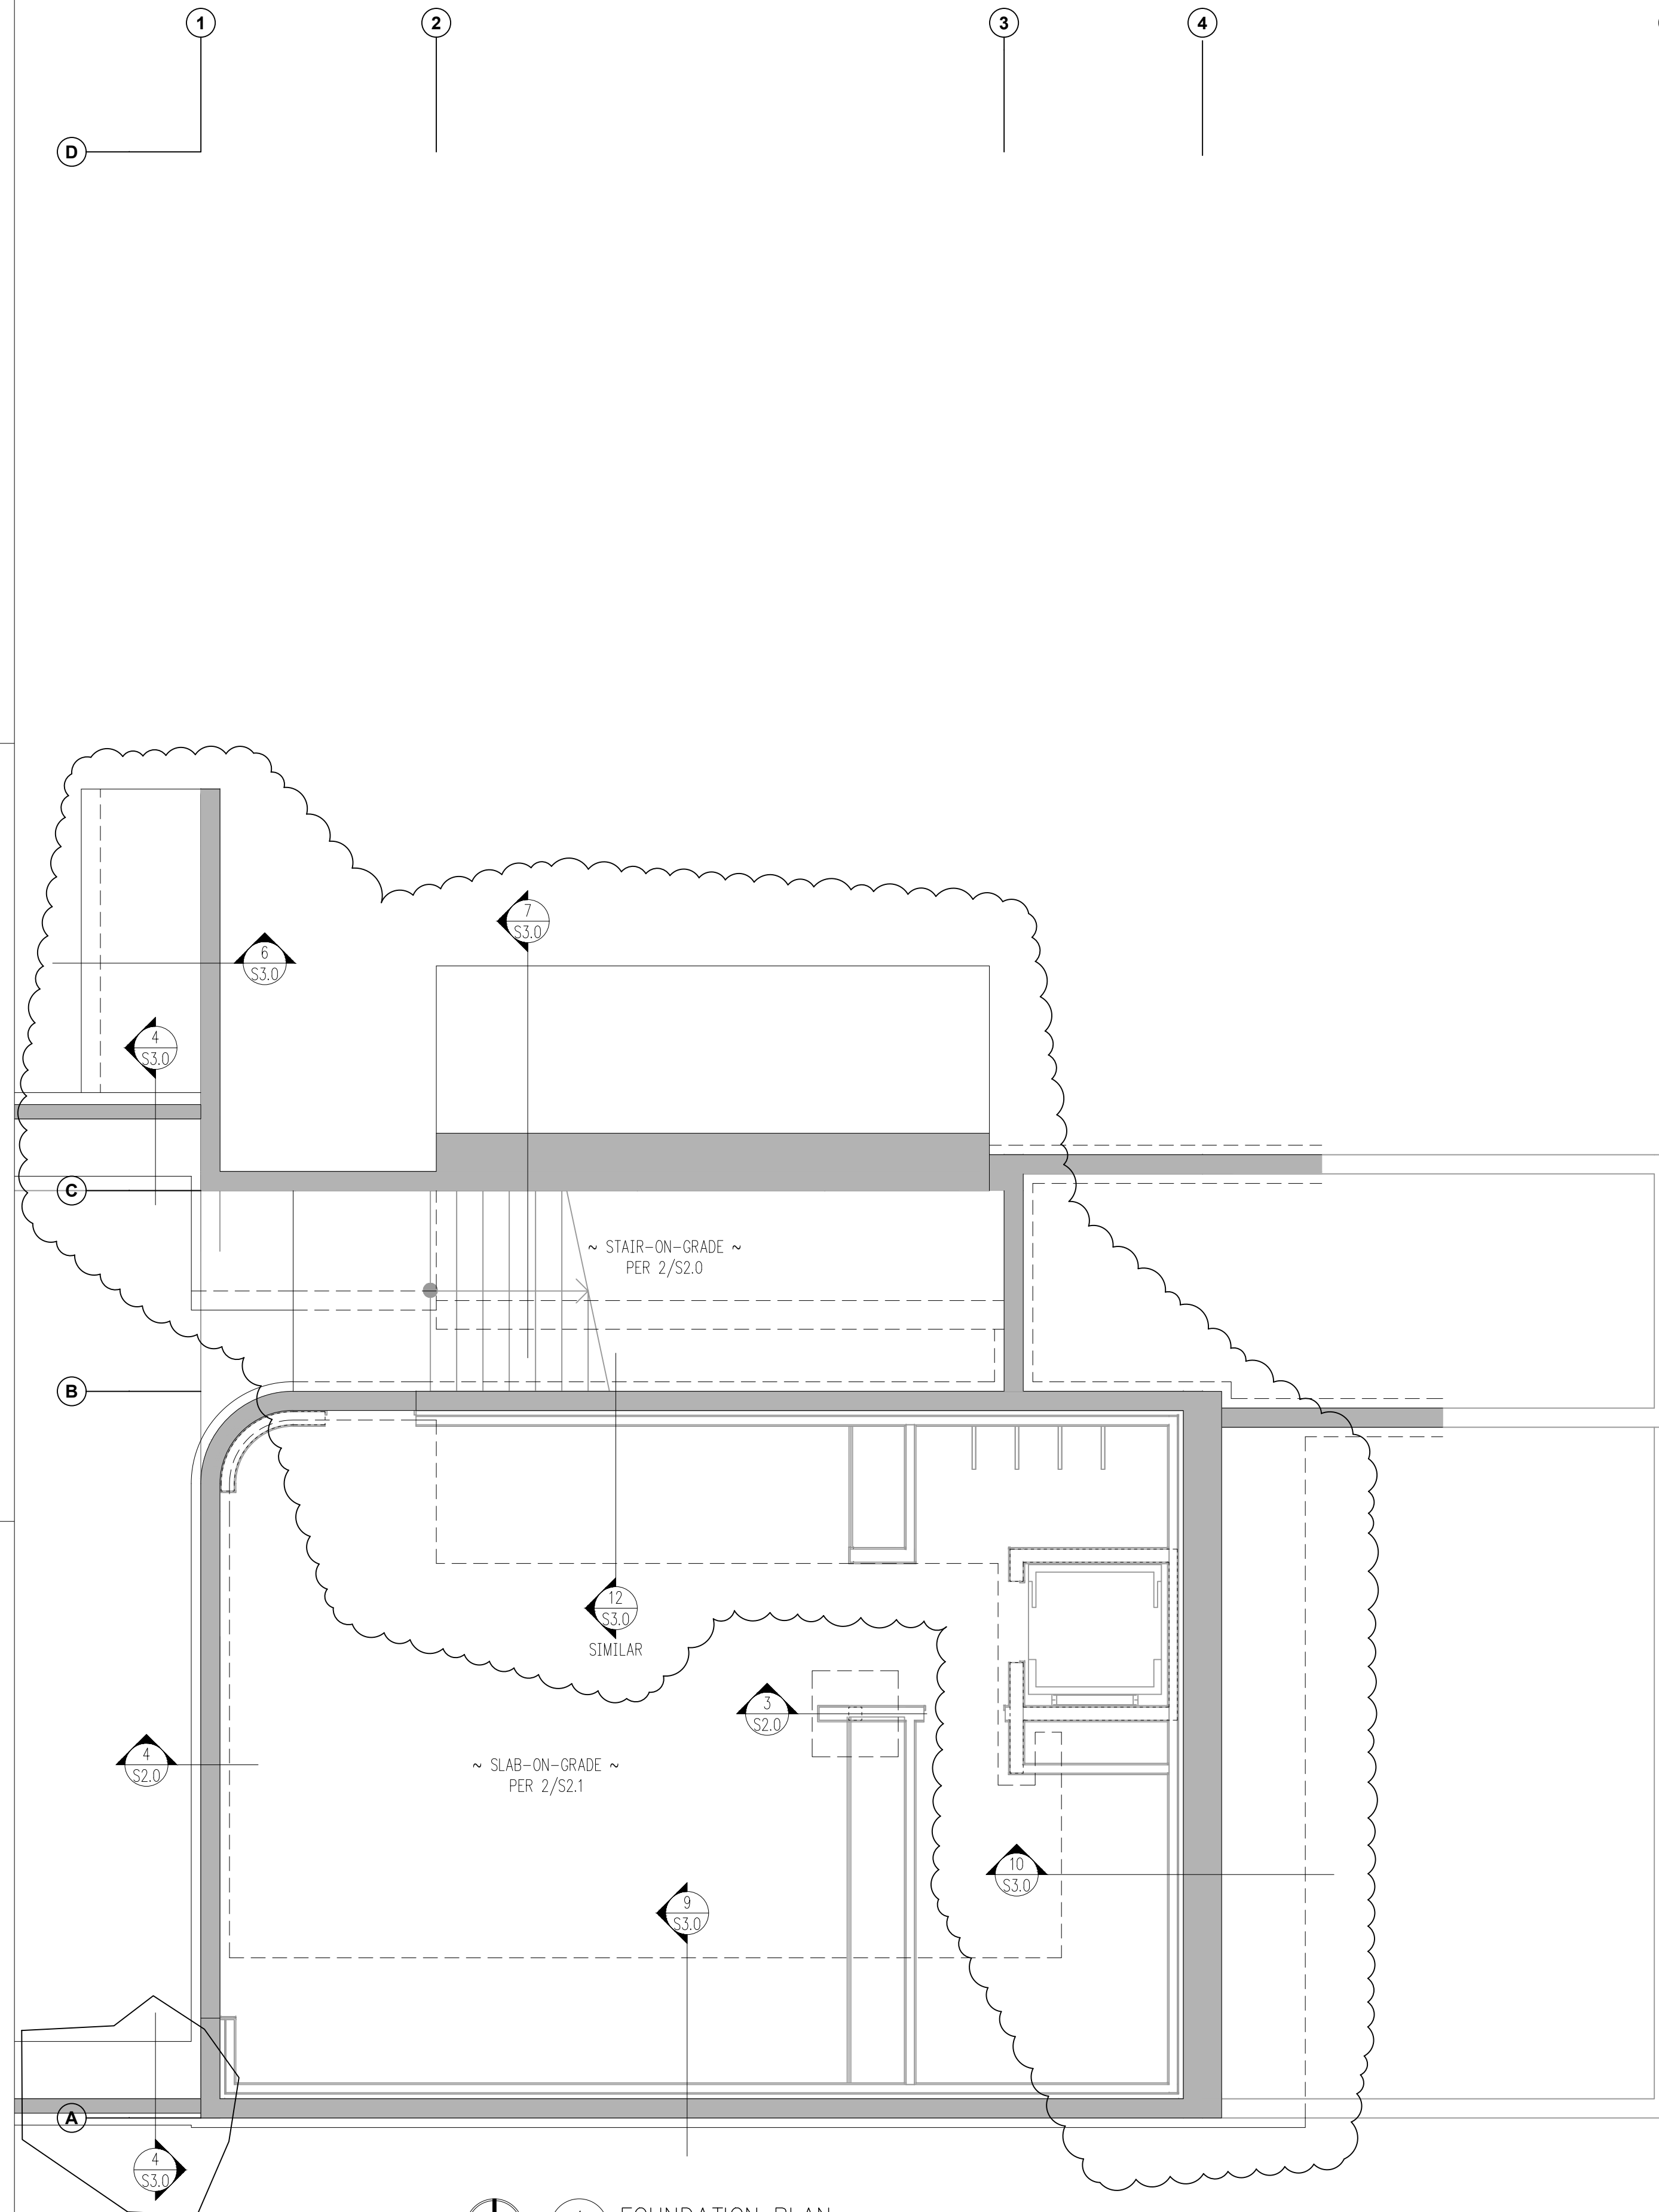 1
2
3
4
D
7
S3.0
6
S3.0
4
S3.0
C
~ STAIR-ON-GRADE ~
PER 2/S2.0
B
12
S3.0
SIMILAR
3
S2.0
4
S2.0
~ SLAB-ON-GRADE ~
PER 2/S2.1
10
S3.0
9
S3.0
A
4
S3.0
FOUNDATION PLAN